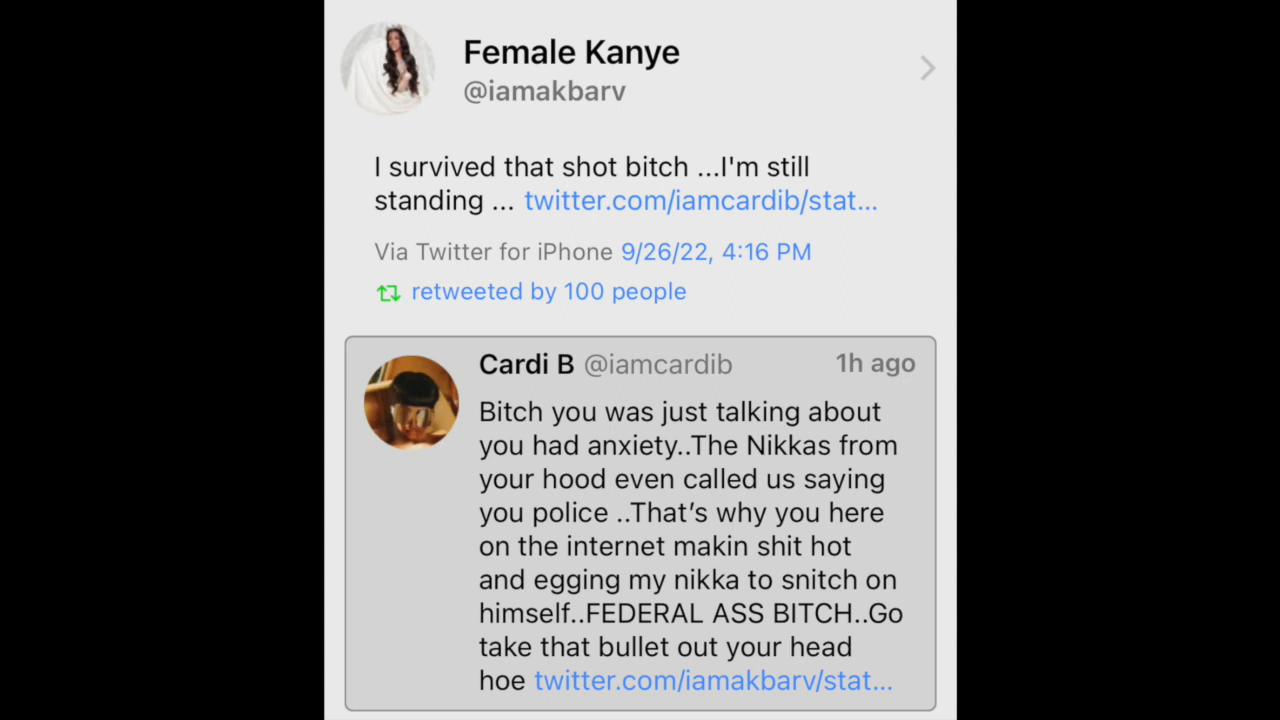 Female Kanye
@iamakbarv
I survived that shot bitch ...I'm still
standing ... twitter.com/iamcardib/stat...
Via Twitter for iPhone 9/26/22, 4:16 PM
retweeted by 100 people
Cardi B @iamcardib 1h ago
Bitch you was just talking about
you had anxiety..The Nikkas from
your hood even called us saying
you police ..That’s why you here
on the internet makin shit hot
and egging my nikka to snitch on
himself..FEDERAL ASS BITCH..Go
take that bullet out your head
hoe twitter.com/iamakbarv/stat...